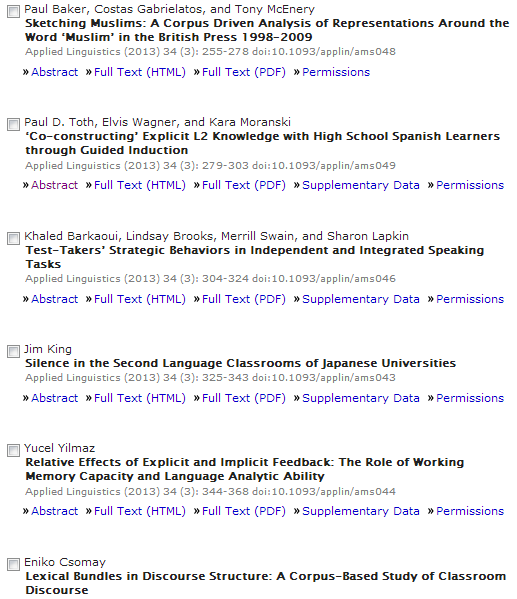 Paul Baker, Costas Gabrielatos, and Tony McEnery
Sketching Muslims: A Corpus Driven Analysis of Representations Around the
Word ‘Muslim’ in the British Press 1998–2009
Applied Linguistics (2013) 34 (3): 255-278 doi:10.1093/applin/ams048
» Abstract » Full Text (HTML) » Full Text (PDF) » Permissions
Paul D. Toth, Elvis Wagner, and Kara Moranski
‘Co-constructing’ Explicit L2 Knowledge with High School Spanish Learners
through Guided Induction
Applied Linguistics (2013) 34 (3): 279-303 doi:10.1093/applin/ams049
» Abstract » Full Text (HTML) » Full Text (PDF) » Supplementary Data » Permissions
Khaled Barkaoui, Lindsay Brooks, Merrill Swain, and Sharon Lapkin
Test-Takers’ Strategic Behaviors in Independent and Integrated Speaking
Tasks
Applied Linguistics (2013) 34 (3): 304-324 doi:10.1093/applin/ams046
» Abstract » Full Text (HTML) » Full Text (PDF) » Supplementary Data » Permissions
Jim King
Silence in the Second Language Classrooms of Japanese Universities
Applied Linguistics (2013) 34 (3): 325-343 doi:10.1093/applin/ams043
» Abstract » Full Text (HTML) » Full Text (PDF) » Supplementary Data » Permissions
Yucel Yilmaz
Relative Effects of Explicit and Implicit Feedback: The Role of Working
Memory Capacity and Language Analytic Ability
Applied Linguistics (2013) 34 (3): 344-368 doi:10.1093/applin/ams044
» Abstract » Full Text (HTML) » Full Text (PDF) » Supplementary Data » Permissions
Eniko Csomay
Lexical Bundles in Discourse Structure: A Corpus-Based Study of Classroom
Discourse